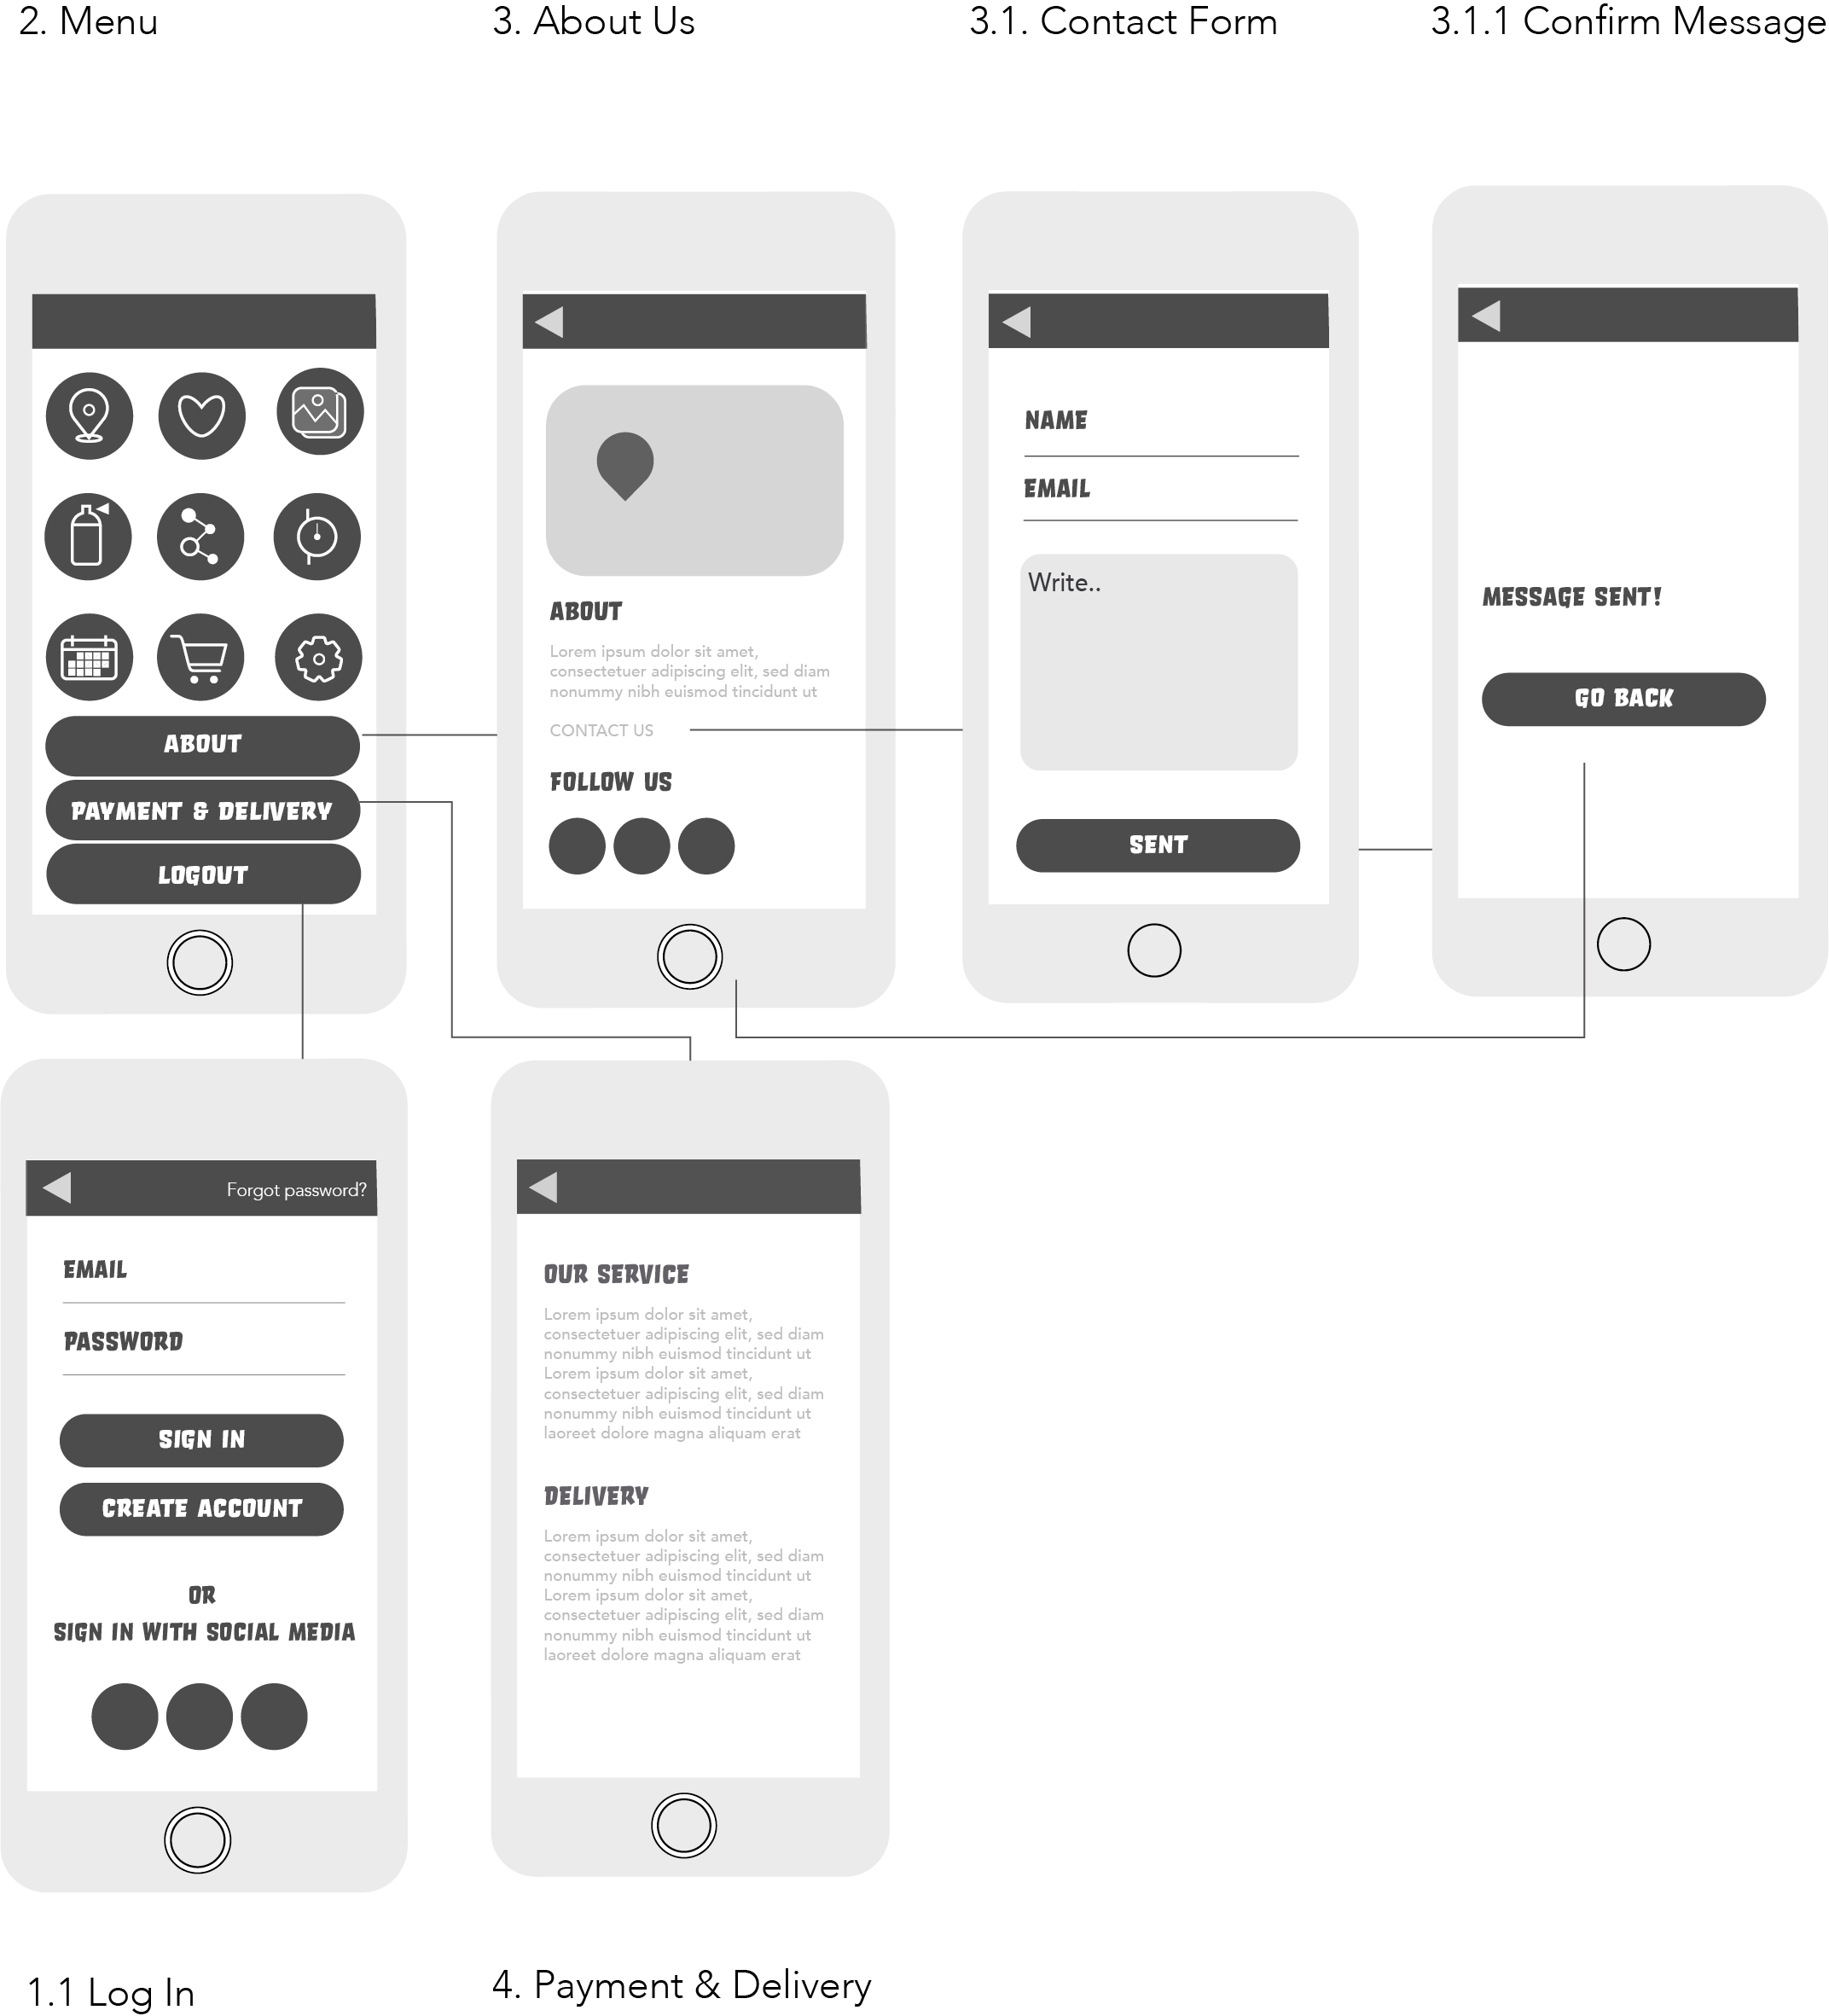 2. Menu
3. About Us
3.1. Contact Form
3.1.1 Confirm Message
ABOUT
PAYMENT & DELIVERY
LOGOUT
ABOUT
Lorem ipsum dolor sit amet,
consectetuer adipiscing elit, sed diam
nonummy nibh euismod tincidunt ut
CONTACT US
FOLLOW US
NAME
EMAIL
Write..
SENT
MESSAGE SENT!
GO BACK
Forgot password?
EMAIL
PASSWORD
SIGN IN
CREATE ACCOUNT
OR
SIGN IN WITH SOCIAL MEDIA
OUR SERVICE
Lorem ipsum dolor sit amet,
consectetuer adipiscing elit, sed diam
nonummy nibh euismod tincidunt ut
Lorem ipsum dolor sit amet,
consectetuer adipiscing elit, sed diam
nonummy nibh euismod tincidunt ut
laoreet dolore magna aliquam erat
DELIVERY
Lorem ipsum dolor sit amet,
consectetuer adipiscing elit, sed diam
nonummy nibh euismod tincidunt ut
Lorem ipsum dolor sit amet,
consectetuer adipiscing elit, sed diam
nonummy nibh euismod tincidunt ut
laoreet dolore magna aliquam erat
1.1 Log In
4. Payment & Delivery